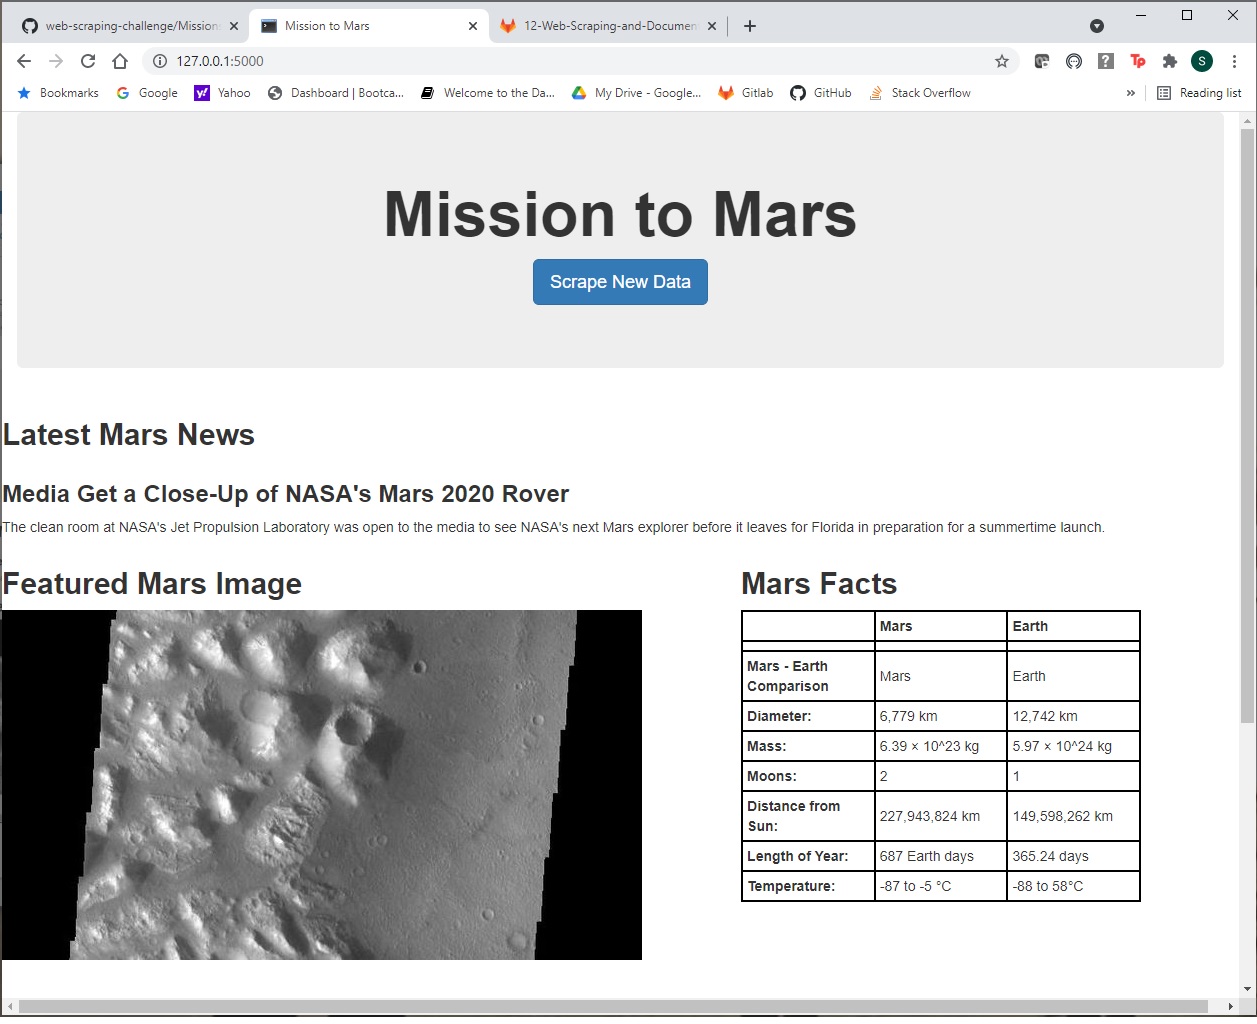 web-scraping-challenge/Mission
Mission to Mars
12-Web-Scraping-and-Documen
127.0.0.1:5000
S
Tp
?
Bookmarks
Google
y!
Yahoo
Dashboard | Bootca...
Welcome to the Da...
My Drive - Google...
Gitlab
GitHub
Stack Overflow
»
Reading list
Mission to Mars
Scrape New Data
Latest Mars News
Media Get a Close-Up of NASA's Mars 2020 Rover
The clean room at NASA's Jet Propulsion Laboratory was open to the media to see NASA's next Mars explorer before it leaves for Florida in preparation for a summertime launch.
Featured Mars Image
Mars Facts
Mars Earth
Mars - Earth
Comparison
Mars Earth
Diameter: 6,779 km 12,742 km
Mass: 6.39 × 10^23 kg 5.97 × 10^24 kg
Moons: 2 1
Distance from
Sun:
227,943,824 km 149,598,262 km
Length of Year: 687 Earth days 365.24 days
Temperature: -87 to -5 °C -88 to 58°C